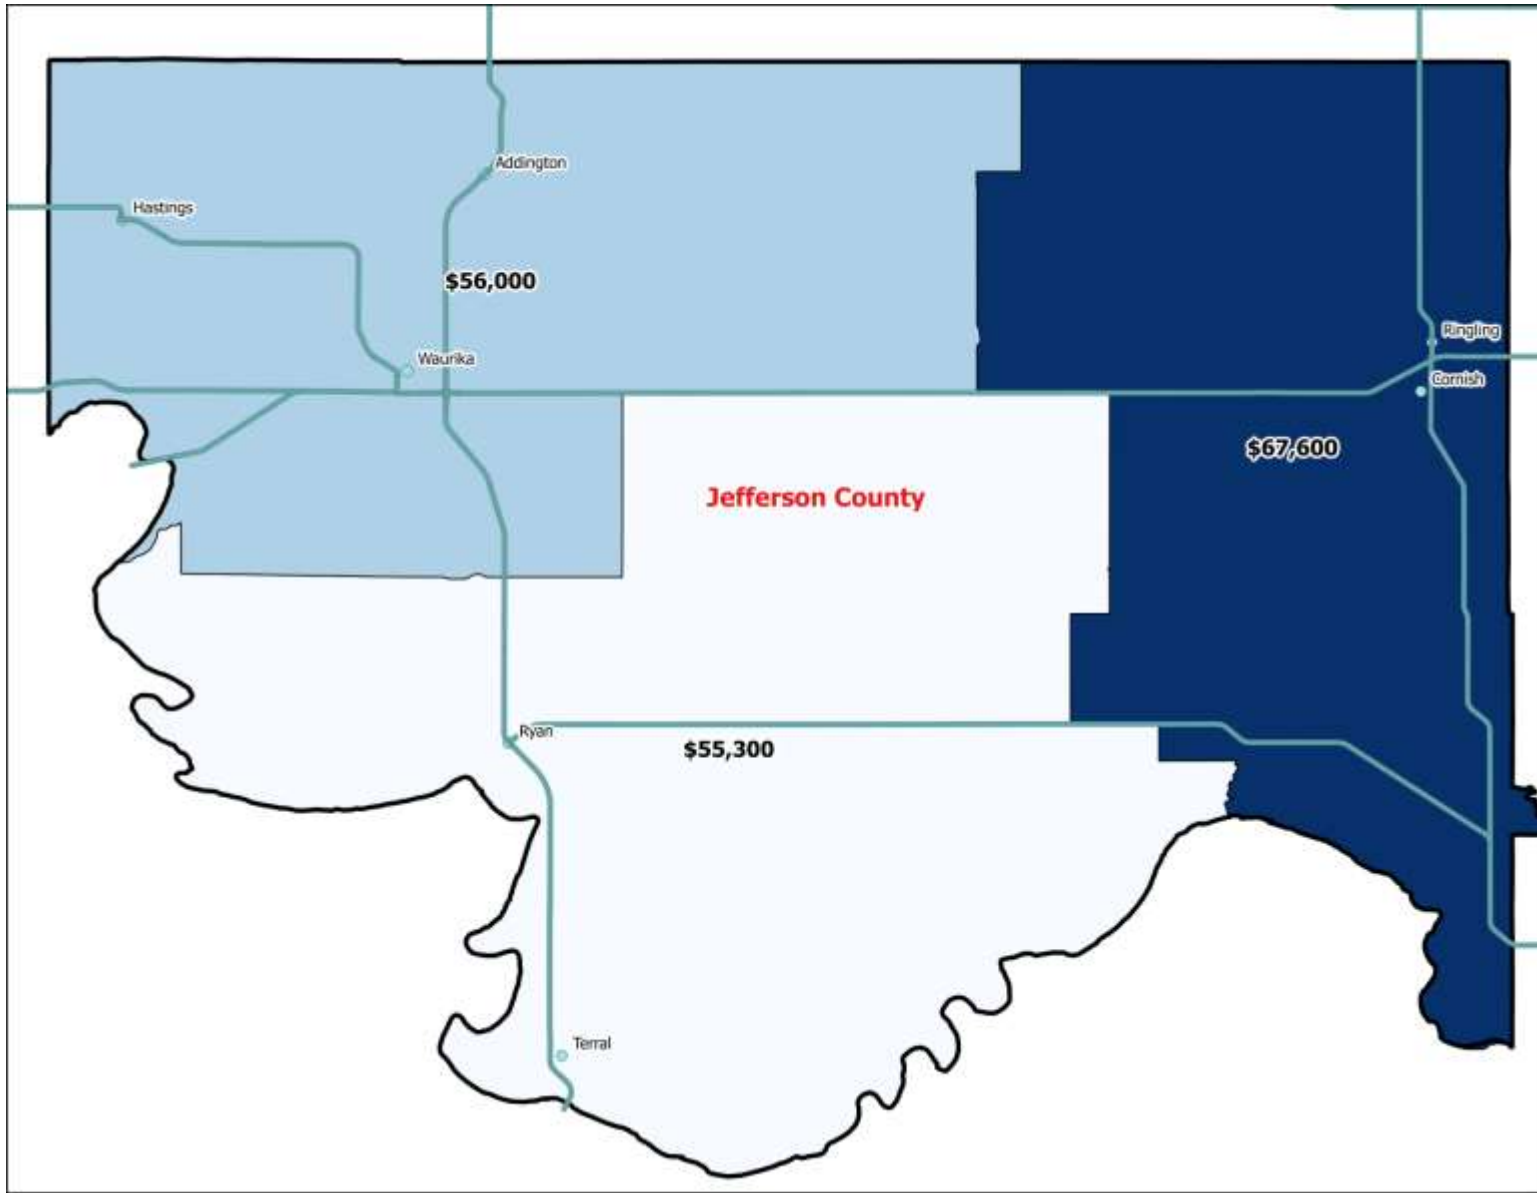 Addington
Hastings
$56,000
Ringling
Waurika
Cornish
$67,600
Jefferson County
Ryan
$55,300
Terral